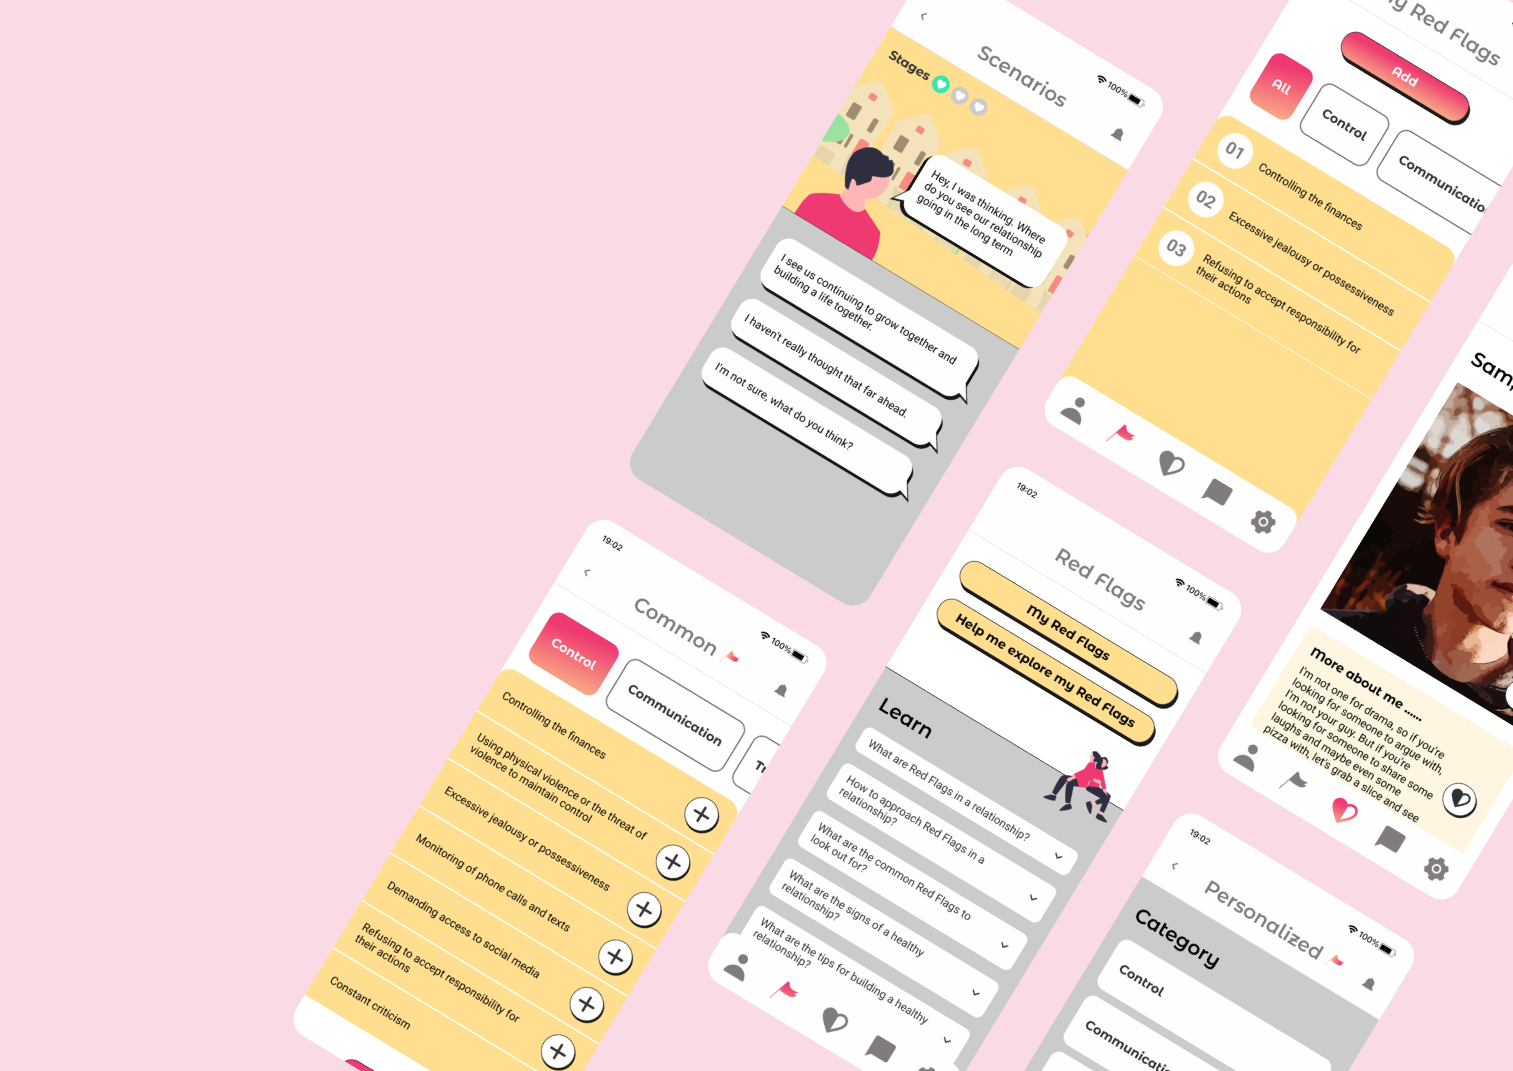 Scenarios
100%
Stages
Hey, I was thinking. Where
do you see our relationship
going in the long term
I see us continuing to grow together and
building a life together.
I haven't really thought that far ahead.
I'm not sure, what do you think?
Red Flags
Add
All
Control
Communicatio
01
Controlling the finances
02
Excessive jealousy or possessiveness
03
Refusing to accept responsibility for
their actions
19:02
Common
100%
Control
Communication
Controlling the finances
Using physical violence or the threat of
violence to maintain control
Excessive jealousy or possessiveness
Monitoring of phone calls and texts
Demanding access to social media
Refusing to accept responsibility for
their actions
Constant criticism
19:02
Red Flags
100%
My Red Flags
Help me explore my Red Flags
Learn
What are Red Flags in a relationship?
How to approach Red Flags in a
relationship?
What are the common Red Flags to
look out for?
What are the signs of a healthy
relationship?
What are the tips for building a healthy
relationship?
More about me ......
I'm not one for drama, so if you're
looking for someone to argue with,
I'm not your guy. But if you're
looking for someone to share some
laughs and maybe even some
pizza with, let's grab a slice and see
19:02
Personalized
100%
Category
Control
Communicatio